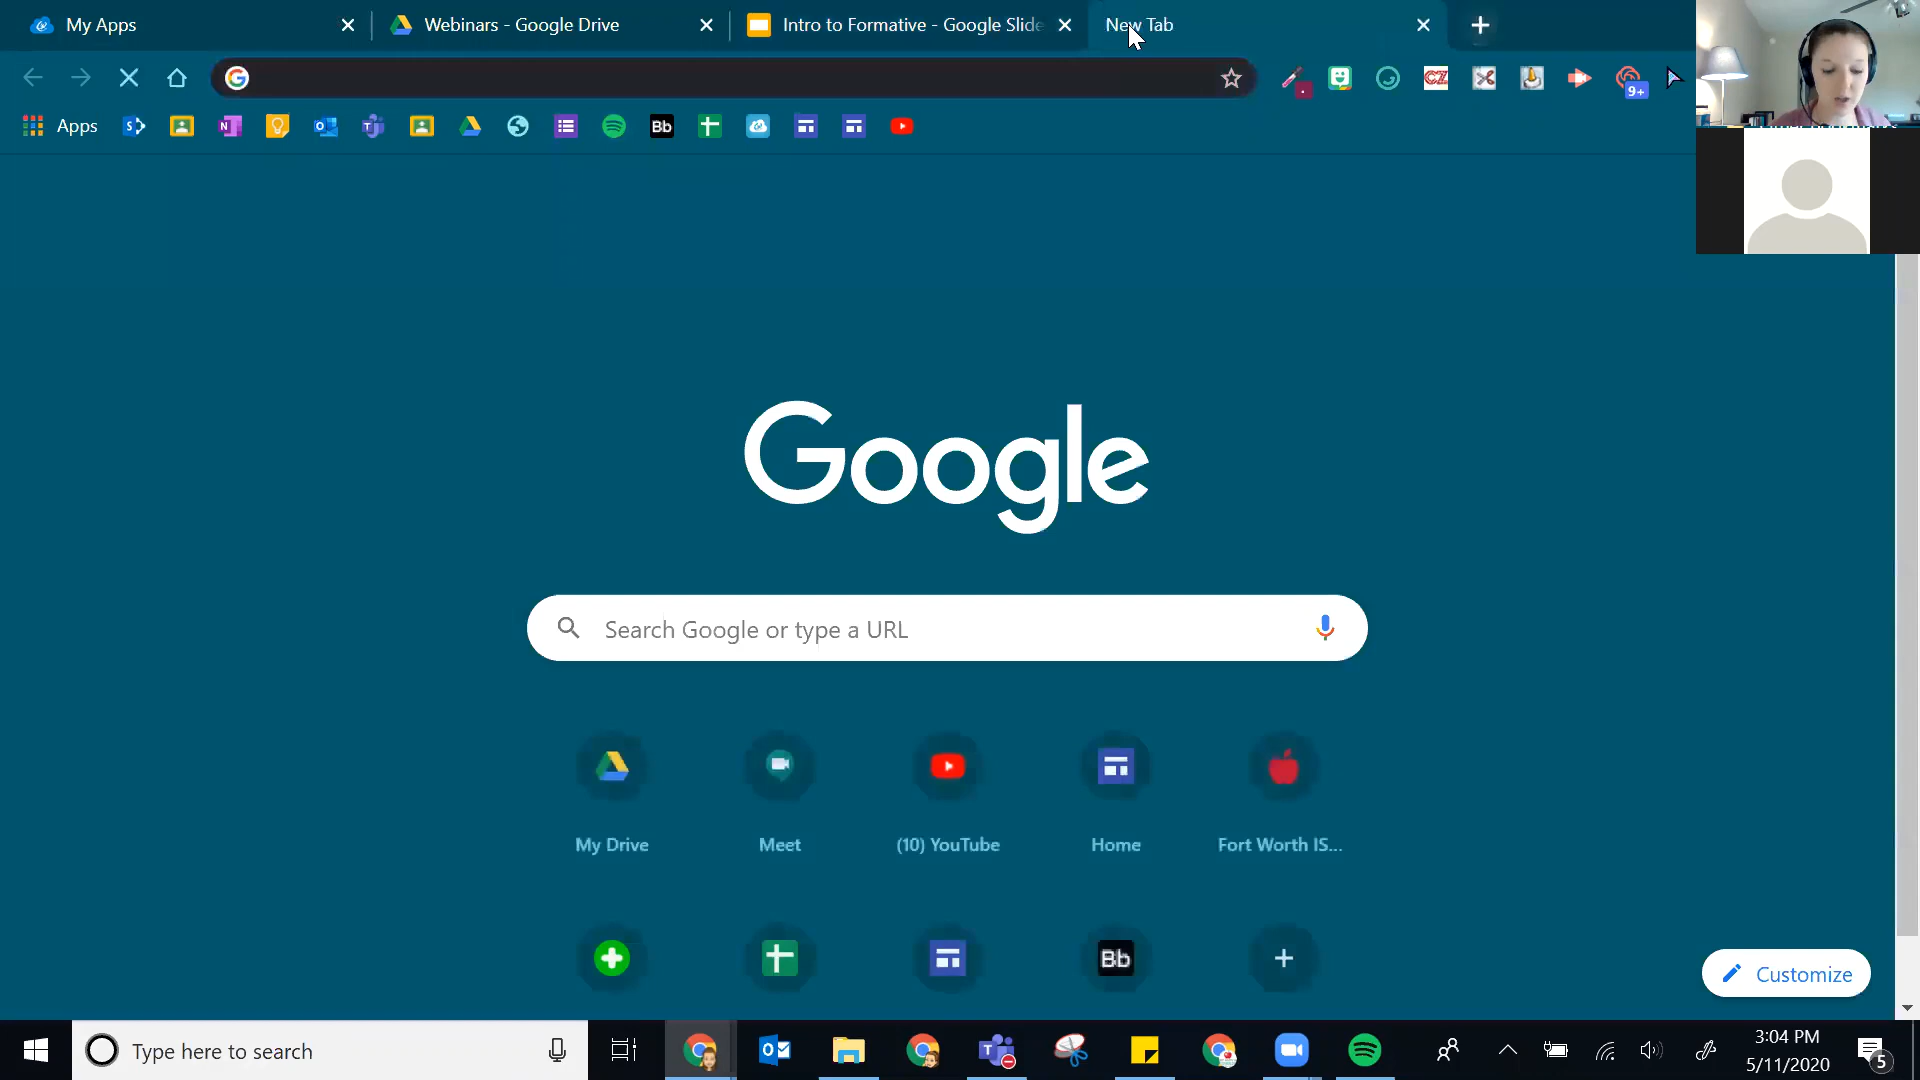 My Apps
Webinars - Google Drive
Intro to Formative - Google Slide
New Tab
9+
Apps
Bb
Google
Search Google or type a URL
My Drive
Meet
(10) YouTube
Home
Fort Worth IS...
Bb
Customize
Type here to search
3:04 PM
5/11/2020
5